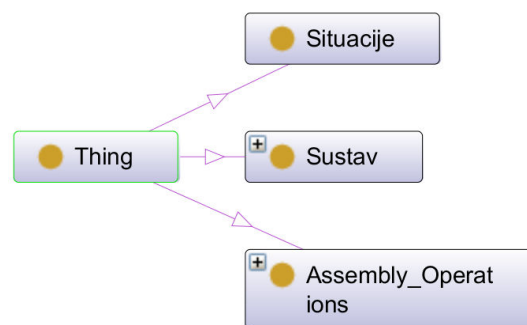 Situacije
Thing
Sustav
Assembly_Operat
ions